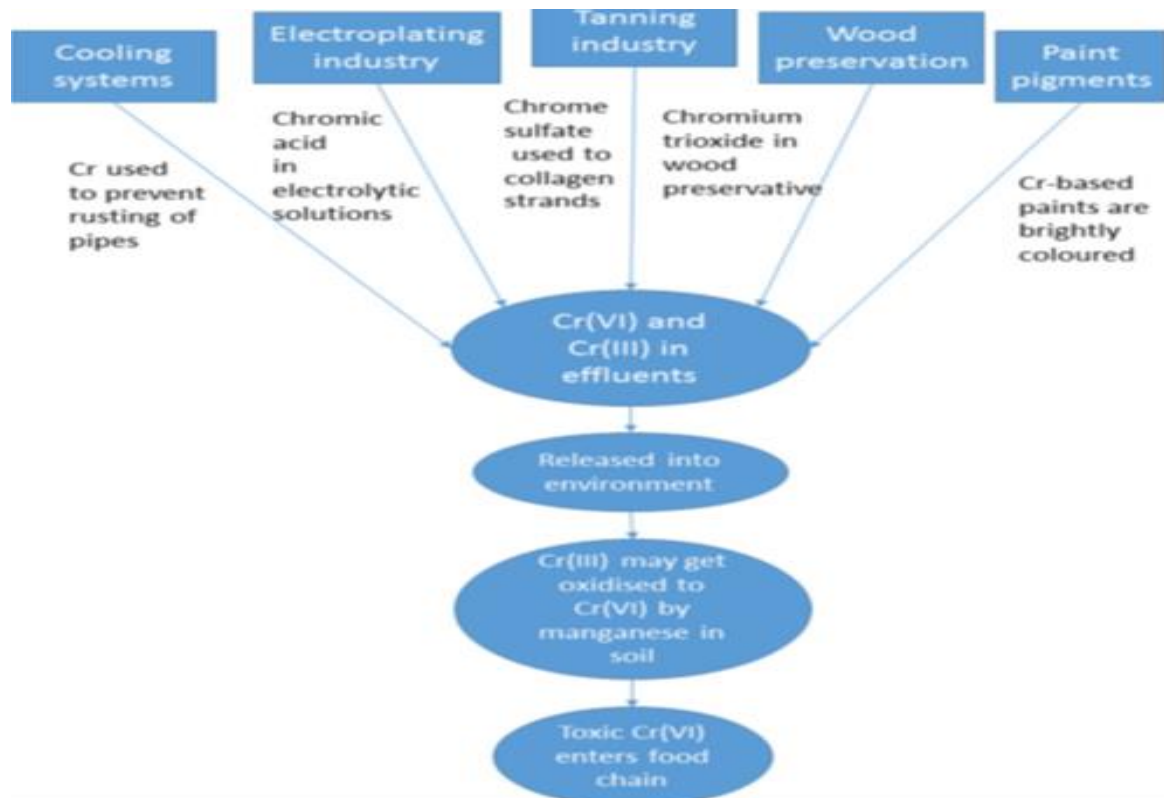 Cooling
systems
Electroplating
industry
Tanning
industry
Wood
preservation
Paint
pigments
Cr used
to prevent
rusting of
pipes
Chromic
acid
in
electrolytic
solutions
Chrome
sulfate
used to
collagen
strands
Chromium
trioxide in
wood
preservative
Cr-based
paints are
brightly
coloured
Cr(VI) and
Cr(III) in
effluents
Released into
environment
Cr(III) may get
oxidised to
Cr(VI) by
manganese in
soil
Toxic Cr(VI)
enters food
chain